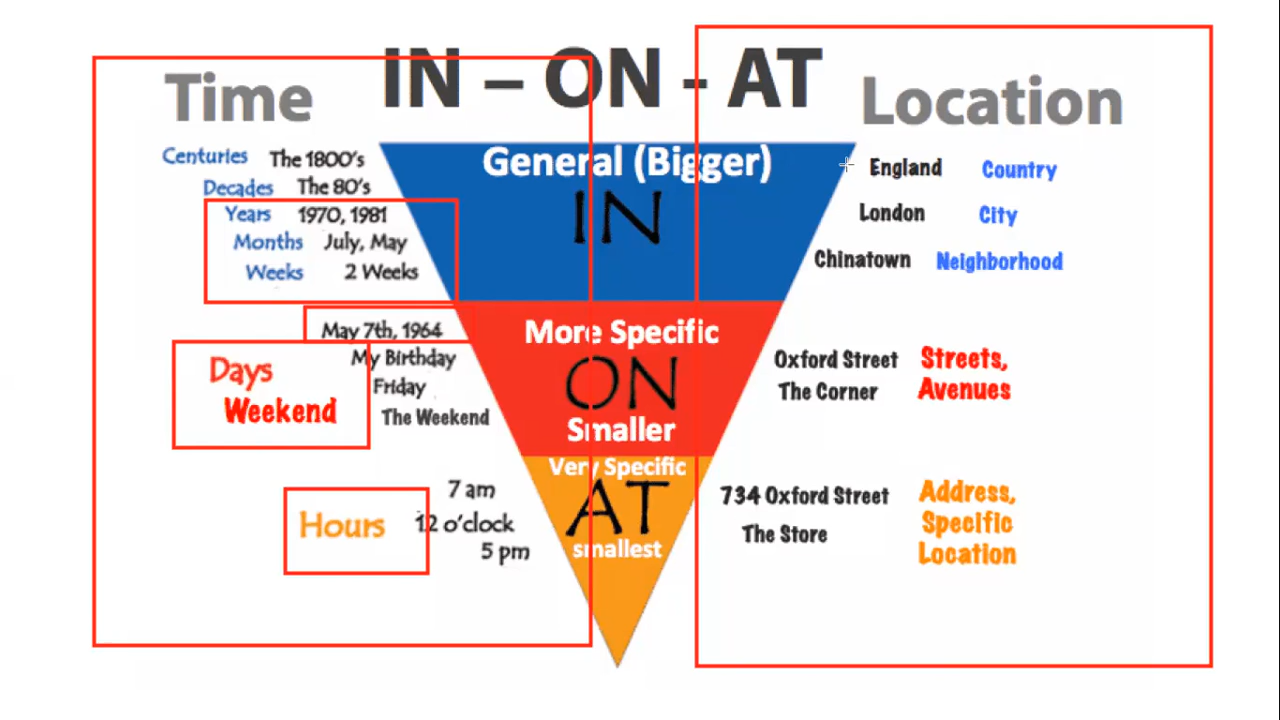 IN – ON - AT
Time
Centuries The 1800's
Decades The 80's
Years 1970, 1981
Months July, May
Weeks 2 Weeks
May 7th, 1964
My Birthday
Days
Friday
Weekend
The Weekend
7 am
Hours 12 o'clock
5 pm
General (Bigger)
IN
More Specific
ON
Smaller
Very Specific
AT
smallest
Location
England Country
London City
Chinatown Neighborhood
Oxford Street Streets,
The Corner Avenues
734 Oxford Street Address,
Specific
The Store
Location